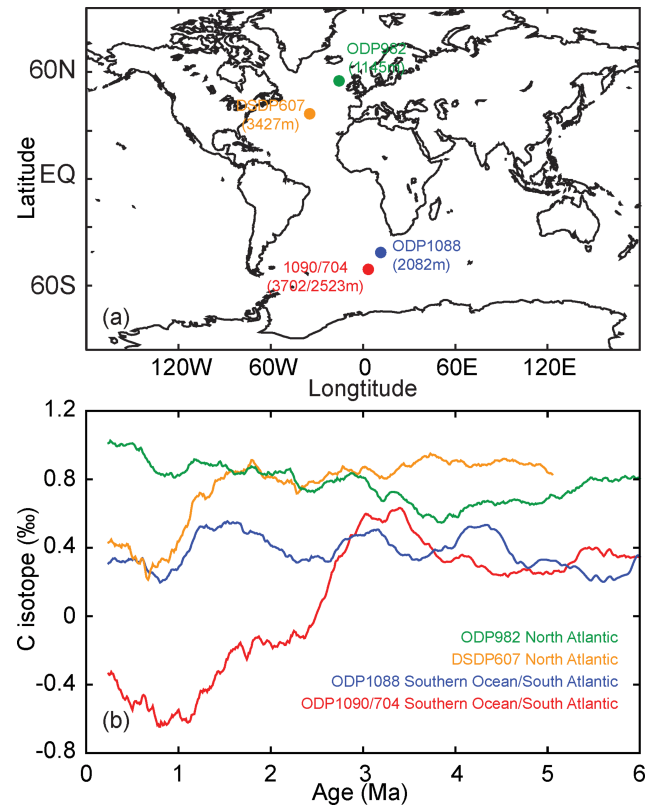 ODP982
(1145m)
60N
DSDP607
(3427m)
Latitude
EQ
ODP1088
(2082m)
1090/704
(3702/2523m)
60S
(a)
120W 60W 0 60E 120E
Longtitude
1.2
0.8
0.4
0
-0.4
-0.8
C isotope (‰)
ODP982 North Atlantic
DSDP607 North Atlantic
ODP1088 Southern Ocean/South Atlantic
ODP1090/704 Southern Ocean/South Atlantic
(b)
0 1 2 3 4 5 6
Age (Ma)